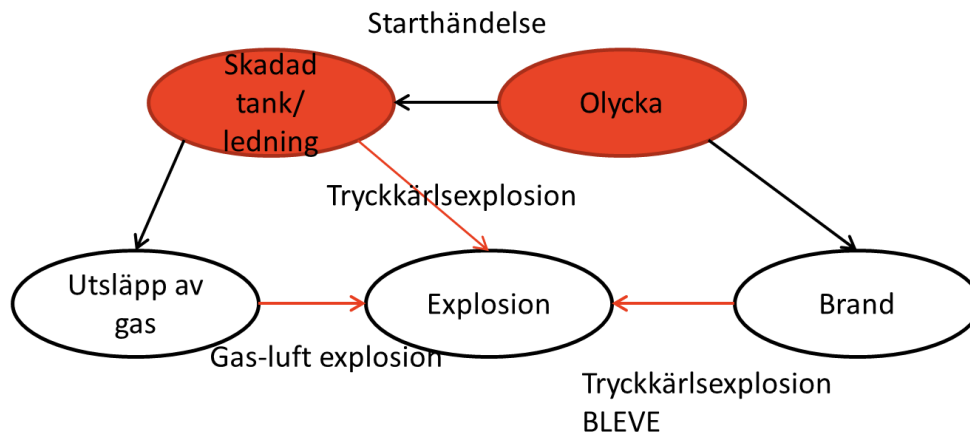 Starthändelse
Skadad
tank/
ledning
Olycka
Tryckkärlsexplosion
Utsläpp av
gas
Explosion
Brand
Gas-luft explosion
Tryckkärlsexplosion
BLEVE